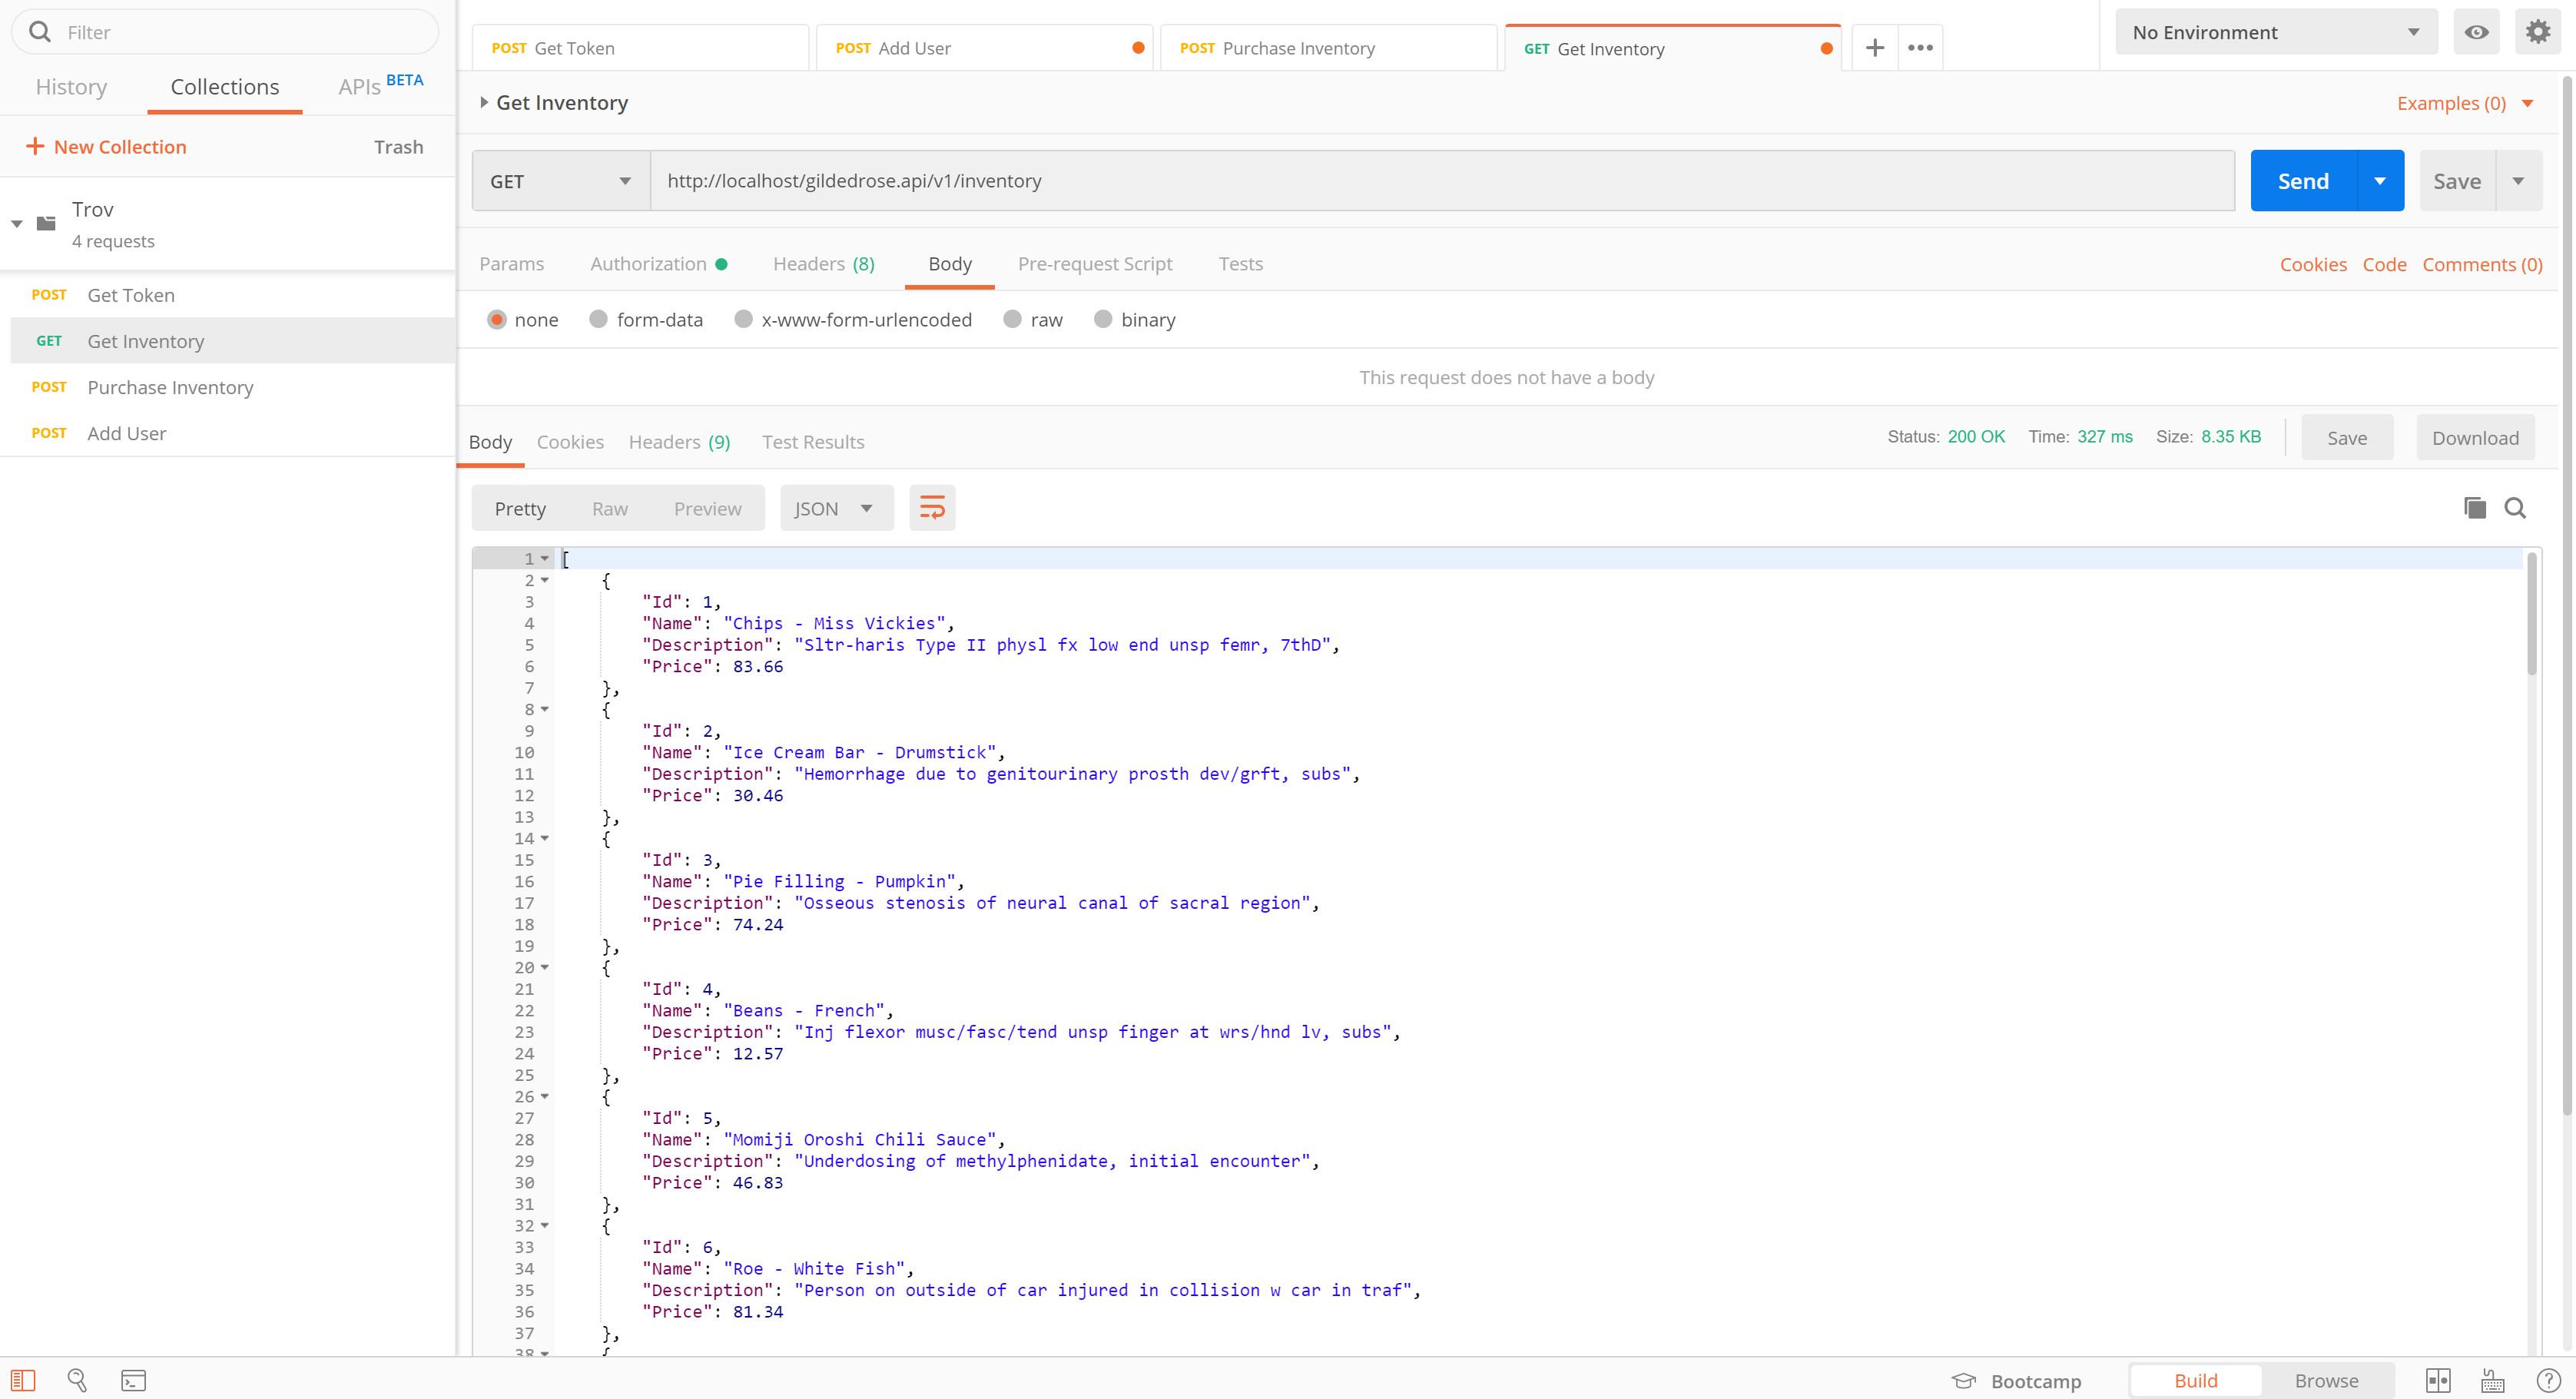 Filter
History Collections APIs BETA
+ New Collection Trash
Trov
4 requests
POST Get Token
GET Get Inventory
POST Purchase Inventory
POST Add User
POST Get Token POST Add User POST Purchase Inventory GET Get Inventory + ••• No Environment
Get Inventory Examples (0)
GET http://localhost/gildedrose.api/v1/inventory Send Save
Params Authorization Headers (8) Body Pre-request Script Tests Cookies Code Comments (0)
none form-data x-www-form-urlencoded raw binary
This request does not have a body
Body Cookies Headers (9) Test Results Status: 200 OK Time: 327 ms Size: 8.35 KB Save Download
Pretty Raw Preview JSON
1 [
2 {
3 "Id": 1,
4 "Name": "Chips - Miss Vickies",
5 "Description": "Sltr-haris Type II physl fx low end unsp femr, 7thD",
6 "Price": 83.66
7 },
8 {
9 "Id": 2,
10 "Name": "Ice Cream Bar - Drumstick",
11 "Description": "Hemorrhage due to genitourinary prosth dev/grft, subs",
12 "Price": 30.46
13 },
14 {
15 "Id": 3,
16 "Name": "Pie Filling - Pumpkin",
17 "Description": "Osseous stenosis of neural canal of sacral region",
18 "Price": 74.24
19 },
20 {
21 "Id": 4,
22 "Name": "Beans - French",
23 "Description": "Inj flexor musc/fasc/tend unsp finger at wrs/hnd lv, subs",
24 "Price": 12.57
25 },
26 {
27 "Id": 5,
28 "Name": "Momiji Oroshi Chili Sauce",
29 "Description": "Underdosing of methylphenidate, initial encounter",
30 "Price": 46.83
31 },
32 {
33 "Id": 6,
34 "Name": "Roe - White Fish",
35 "Description": "Person on outside of car injured in collision w car in traf",
36 "Price": 81.34
37 },
38 {
Bootcamp Build Browse